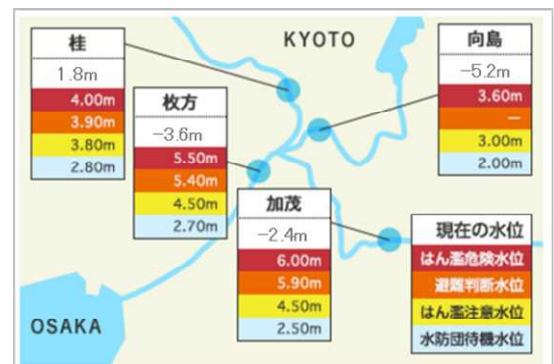 桂
1.8m
4.00m
3.90m
3.80m
2.80m
KYOTO
向島
-5.2m
3.60m
—
3.00m
2.00m
枚方
-3.6m
5.50m
5.40m
4.50m
2.70m
加茂
-2.4m
6.00m
5.90m
4.50m
2.50m
現在の水位
はん濫危険水位
避難判断水位
はん濫注意水位
水防団待機水位
OSAKA